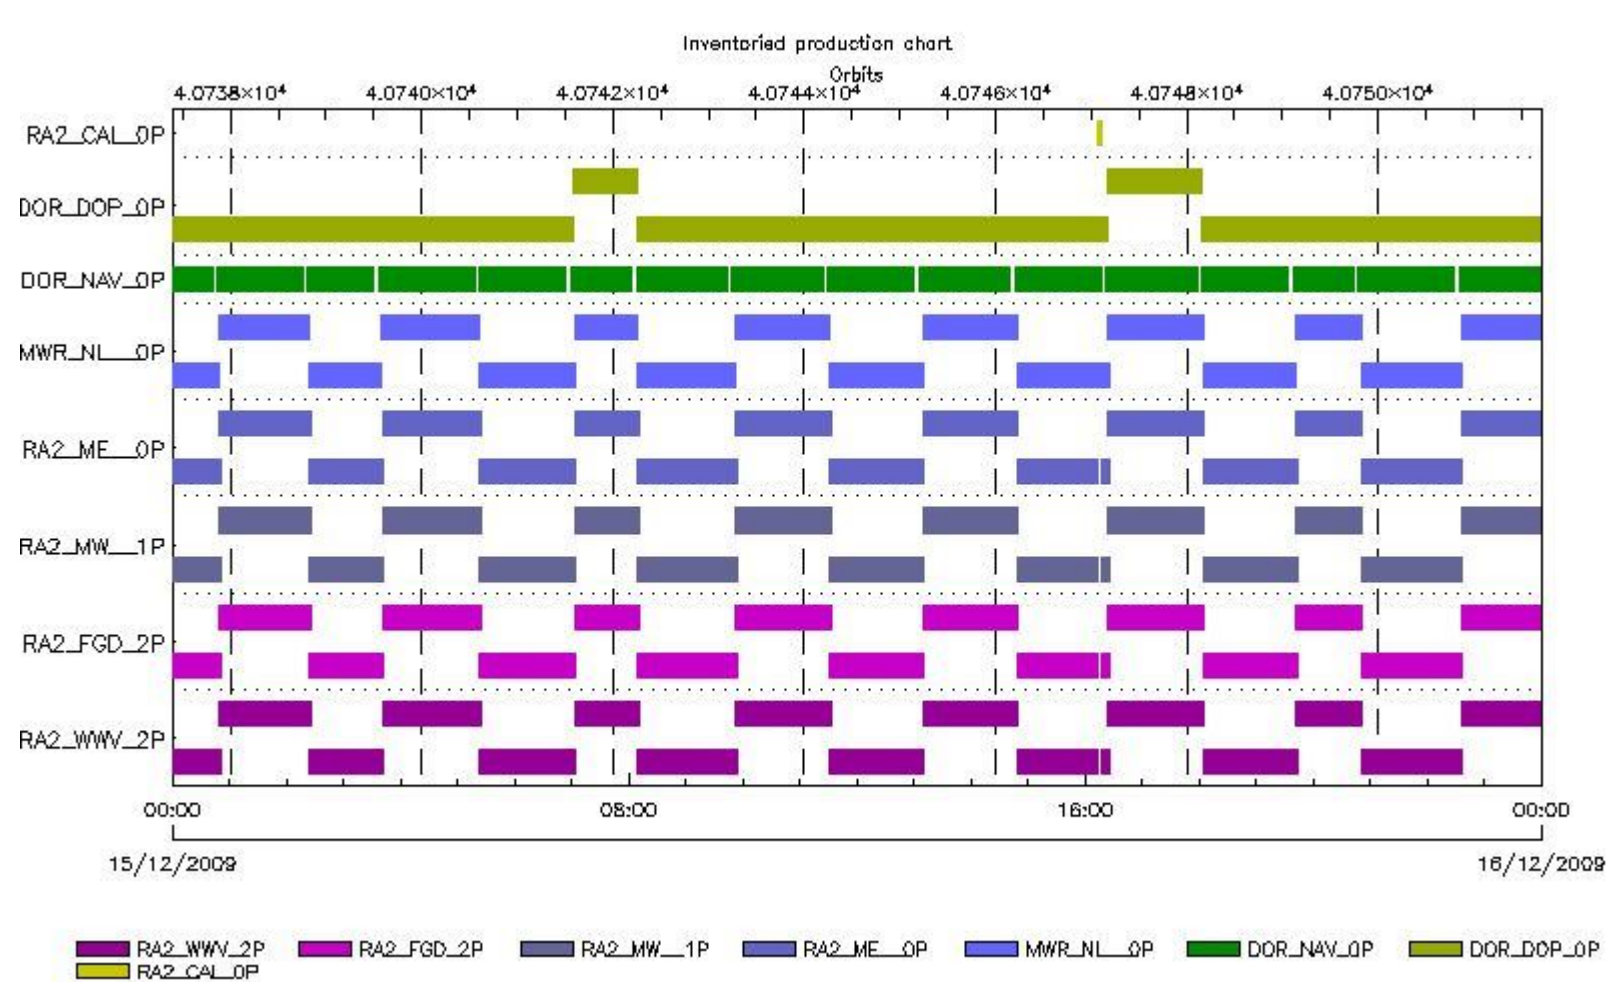 Inventoried production chart
Orbits
4.0738×10⁴ 4.0740×10⁴ 4.0742×10⁴ 4.0744×10⁴ 4.0746×10⁴ 4.0748×10⁴ 4.0750×10⁴
RA2_CAL_0P
DOR_DOP_0P
DOR_NAV_0P
MWR_NL__0P
RA2_ME__0P
RA2_MW__1P
RA2_FGD_2P
RA2_WWV_2P
00:00 08:00 16:00 00:00
15/12/2009 16/12/2009
RA2_WWV_2P RA2_FGD_2P RA2_MW__1P RA2_ME__0P MWR_NL__0P DOR_NAV_0P DOR_DOP_0P
RA2_CAL_0P